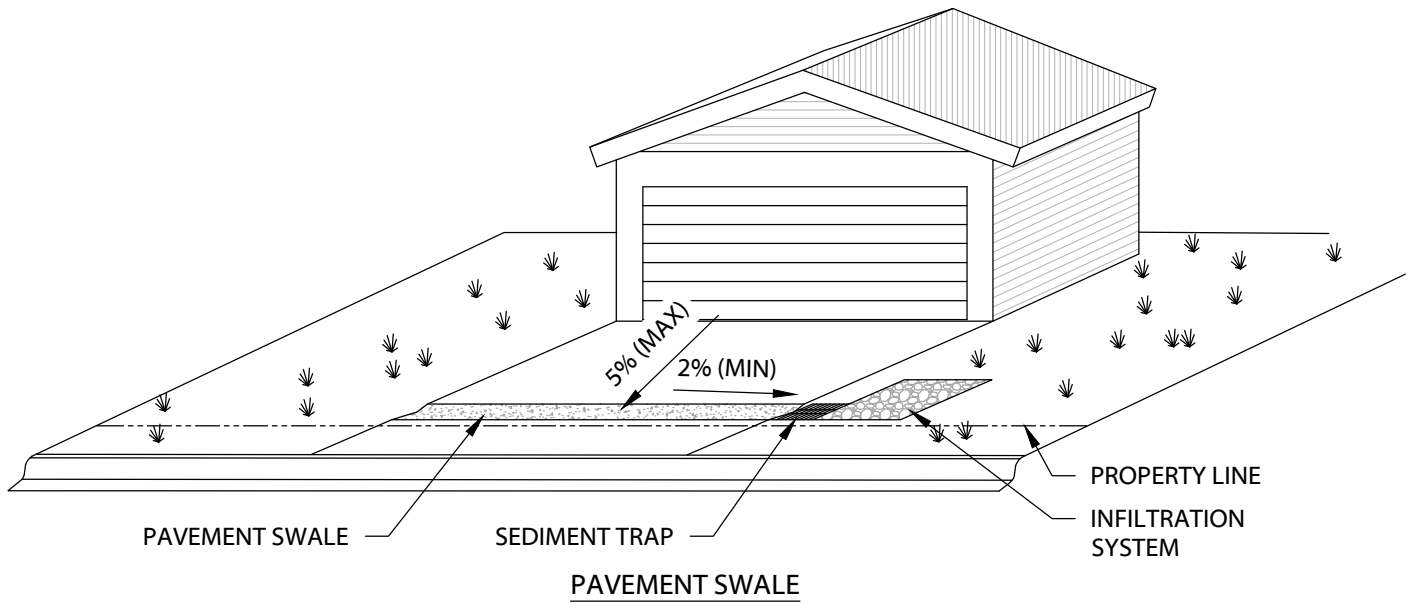 5% (MAX)
2% (MIN)
PROPERTY LINE
PAVEMENT SWALE
SEDIMENT TRAP
INFILTRATION
SYSTEM
PAVEMENT SWALE